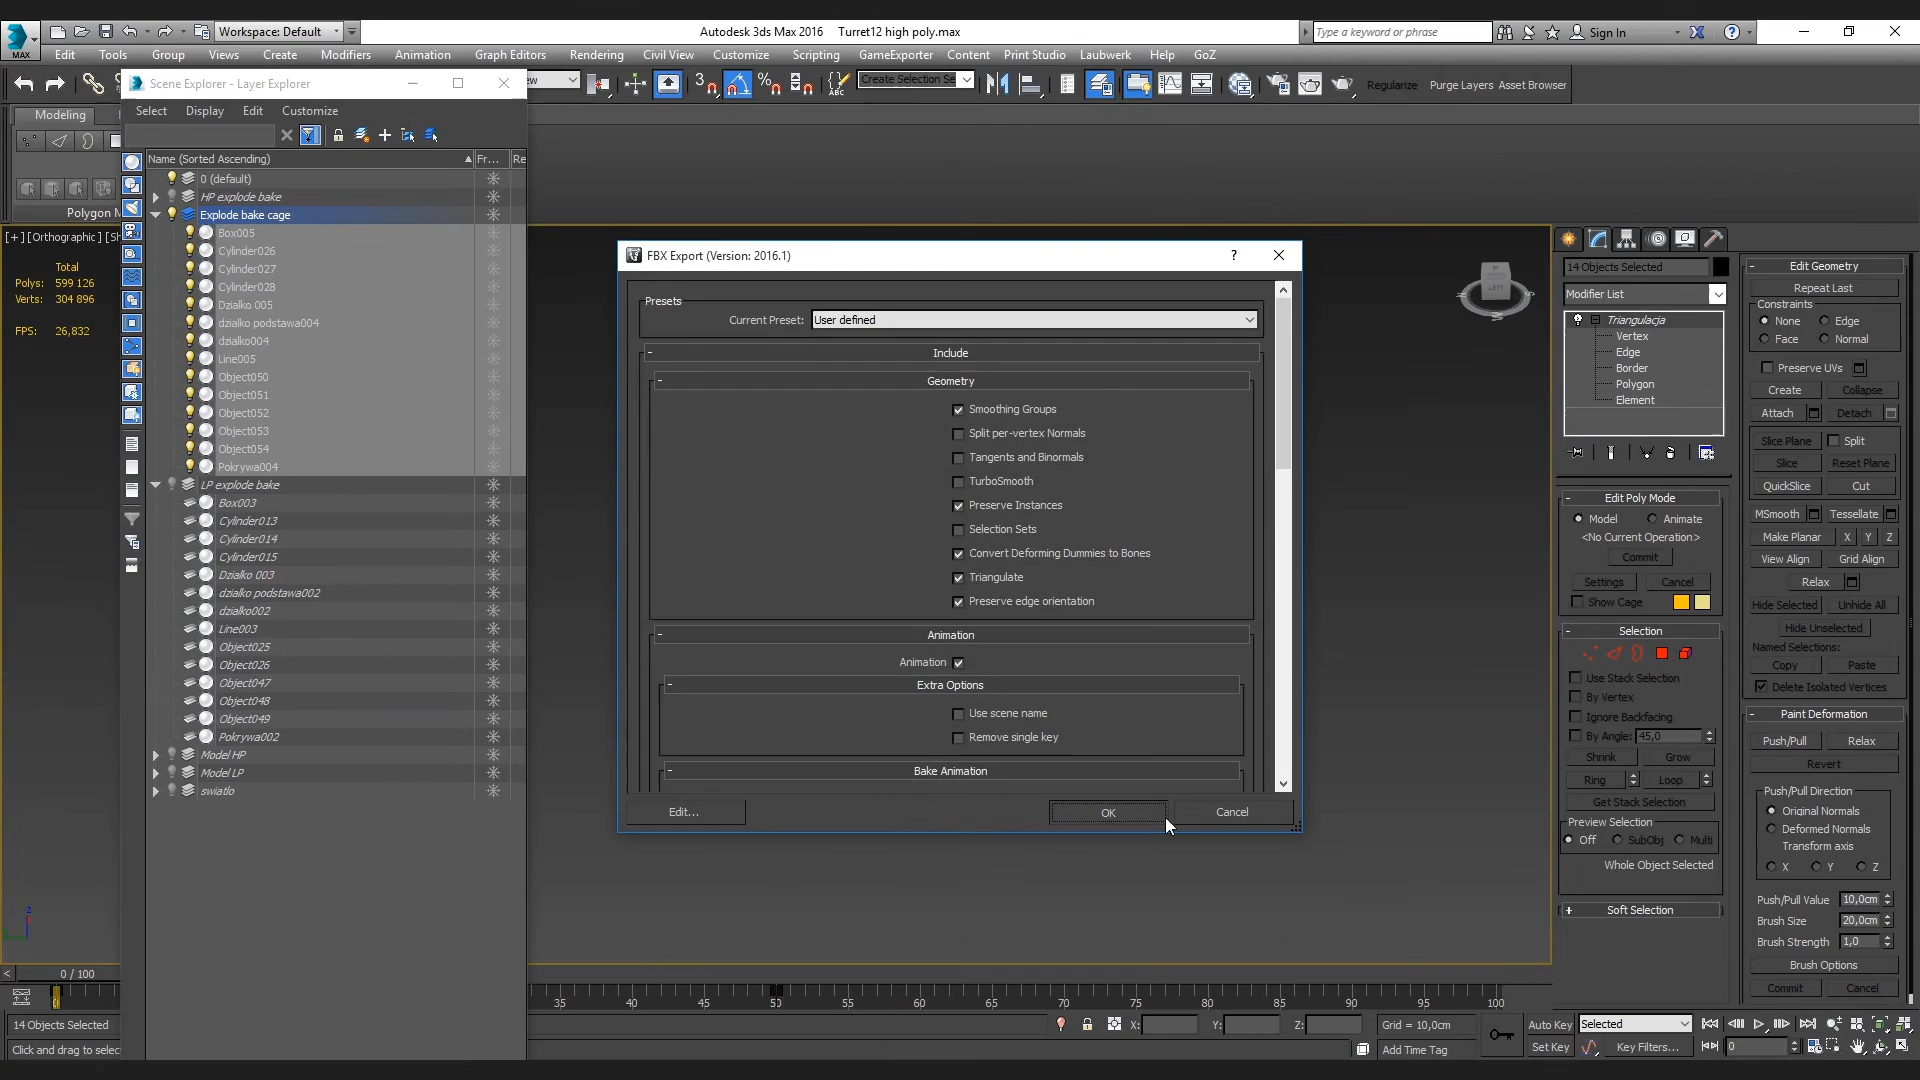 Workspace: Default
Autodesk 3ds Max 2016 Turret12 high poly.max
Type a keyword or phrase
Sign In
MAX
Edit Tools Group Views Create Modifiers Animation Graph Editors Rendering Civil View Customize Scripting GameExporter Content Print Studio Laubwerk Help GoZ
Scene Explorer - Layer Explorer
Create Selection Se
Regularize Purge Layers Asset Browser
Select Display Edit Customize
Modeling
Name (Sorted Ascending) Fr... Re
0 (default)
HP explode bake
Explode bake cage
Box005
Cylinder026
Cylinder027
Cylinder028
Dzialko 005
dzialko podstawa004
dzialko004
Line005
Object050
Object051
Object052
Object053
Object054
Pokrywa004
LP explode bake
Box003
Cylinder013
Cylinder014
Cylinder015
Dzialko 003
dzialko podstawa002
dzialko002
Line003
Object025
Object026
Object047
Object048
Object049
Pokrywa002
Model HP
Model LP
swiatlo
Polygon M
[+] [Orthographic ] [S
Total
Polys: 599 126
Verts: 304 896
FPS: 26,832
FBX Export (Version: 2016.1)
?
Presets
Current Preset: User defined
Include
Geometry
Smoothing Groups
Split per-vertex Normals
Tangents and Binormals
TurboSmooth
Preserve Instances
Selection Sets
Convert Deforming Dummies to Bones
Triangulate
Preserve edge orientation
Animation
Animation
Extra Options
Use scene name
Remove single key
Bake Animation
Edit... OK Cancel
LEFT
14 Objects Selected
Modifier List
Triangulacja
Vertex
Edge
Border
Polygon
Element
Edit Poly Mode
Model Animate
<No Current Operation>
Commit
Settings Cancel
Show Cage
Selection
Use Stack Selection
By Vertex
Ignore Backfacing
By Angle: 45,0
Shrink Grow
Ring Loop
Get Stack Selection
Preview Selection
Off SubObj Multi
Whole Object Selected
Soft Selection
Edit Geometry
Repeat Last
Constraints
None Edge
Face Normal
Preserve UVs
Create Collapse
Attach Detach
Slice Plane Split
Slice Reset Plane
QuickSlice Cut
MSmooth Tessellate
Make Planar X Y Z
View Align Grid Align
Relax
Hide Selected Unhide All
Hide Unselected
Named Selections:
Copy Paste
Delete Isolated Vertices
Paint Deformation
Push/Pull Relax
Revert
Push/Pull Direction
Original Normals
Deformed Normals
Transform axis
X Y Z
Push/Pull Value 10,0cm
Brush Size 20,0cm
Brush Strength 1,0
Brush Options
Commit Cancel
0 / 100
35 40 45 50 55 60 65 70 75 80 85 90 95 100
14 Objects Selected
X: Y: Z: Grid = 10,0cm
Auto Key Selected
Click and drag to selec
Add Time Tag
Set Key Key Filters... 0